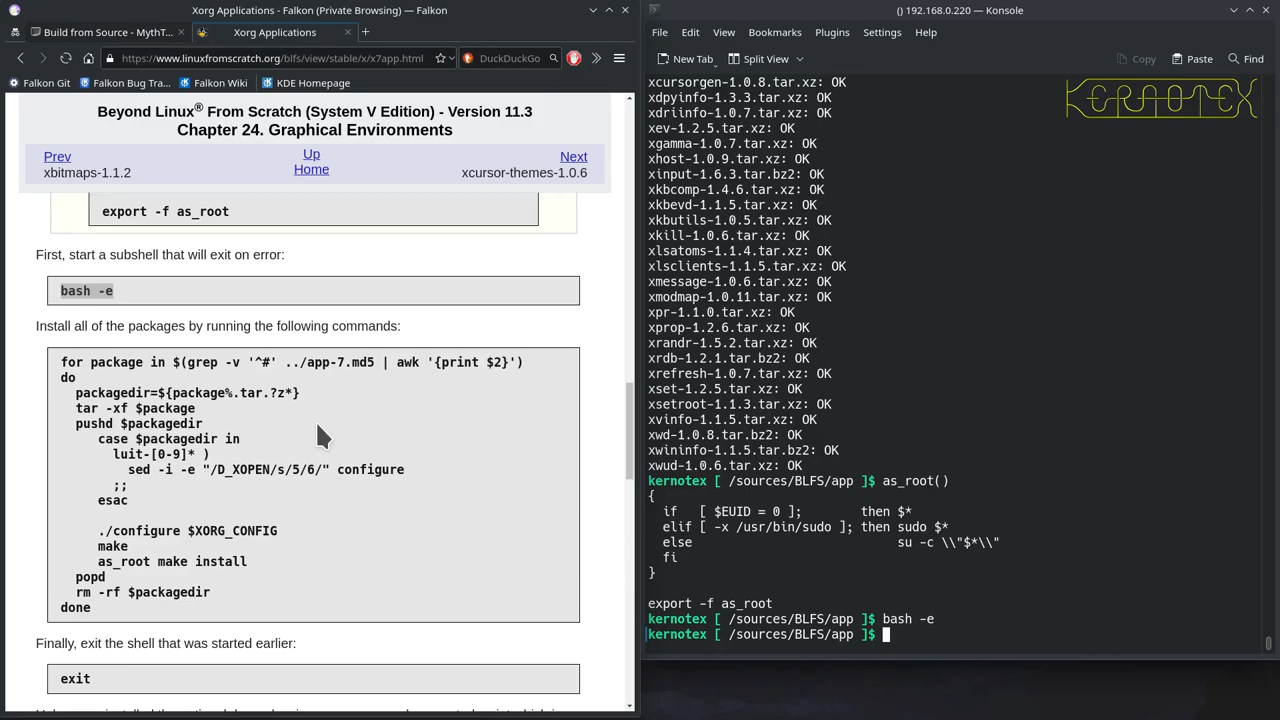 Xorg Applications - Falkon (Private Browsing) — Falkon
Build from Source - MythT...
Xorg Applications
https://www.linuxfromscratch.org/blfs/view/stable/x/x7app.html
DuckDuckGo
Falkon Git
Falkon Bug Tra...
Falkon Wiki
KDE Homepage
Beyond Linux® From Scratch (System V Edition) - Version 11.3
Chapter 24. Graphical Environments
Prev
Up
Next
xbitmaps-1.1.2
Home
xcursor-themes-1.0.6
export -f as_root
First, start a subshell that will exit on error:
bash -e
Install all of the packages by running the following commands:
for package in $(grep -v '^#' ../app-7.md5 | awk '{print $2}')
do
packagedir=${package%.tar.?z*}
tar -xf $package
pushd $packagedir
case $packagedir in
luit-[0-9]* )
sed -i -e "/D_XOPEN/s/5/6/" configure
;;
esac
./configure $XORG_CONFIG
make
as_root make install
popd
rm -rf $packagedir
done
Finally, exit the shell that was started earlier:
exit
() 192.168.0.220 — Konsole
File Edit View Bookmarks Plugins Settings Help
New Tab
Split View
Copy
Paste
Find
KERNOTEX
xcursorgen-1.0.8.tar.xz: OK
xdpyinfo-1.3.3.tar.xz: OK
xdriinfo-1.0.7.tar.xz: OK
xev-1.2.5.tar.xz: OK
xgamma-1.0.7.tar.xz: OK
xhost-1.0.9.tar.xz: OK
xinput-1.6.3.tar.bz2: OK
xkbcomp-1.4.6.tar.xz: OK
xkbevd-1.1.5.tar.xz: OK
xkbutils-1.0.5.tar.xz: OK
xkill-1.0.6.tar.xz: OK
xlsatoms-1.1.4.tar.xz: OK
xlsclients-1.1.5.tar.xz: OK
xmessage-1.0.6.tar.xz: OK
xmodmap-1.0.11.tar.xz: OK
xpr-1.1.0.tar.xz: OK
xprop-1.2.6.tar.xz: OK
xrandr-1.5.2.tar.xz: OK
xrdb-1.2.1.tar.bz2: OK
xrefresh-1.0.7.tar.xz: OK
xset-1.2.5.tar.xz: OK
xsetroot-1.1.3.tar.xz: OK
xvinfo-1.1.5.tar.xz: OK
xwd-1.0.8.tar.bz2: OK
xwininfo-1.1.5.tar.bz2: OK
xwud-1.0.6.tar.xz: OK
kernotex [ /sources/BLFS/app ]$ as_root()
{
if [ $EUID = 0 ]; then $*
elif [ -x /usr/bin/sudo ]; then sudo $*
else su -c \\"$*\\"
fi
}
export -f as_root
kernotex [ /sources/BLFS/app ]$ bash -e
kernotex [ /sources/BLFS/app ]$